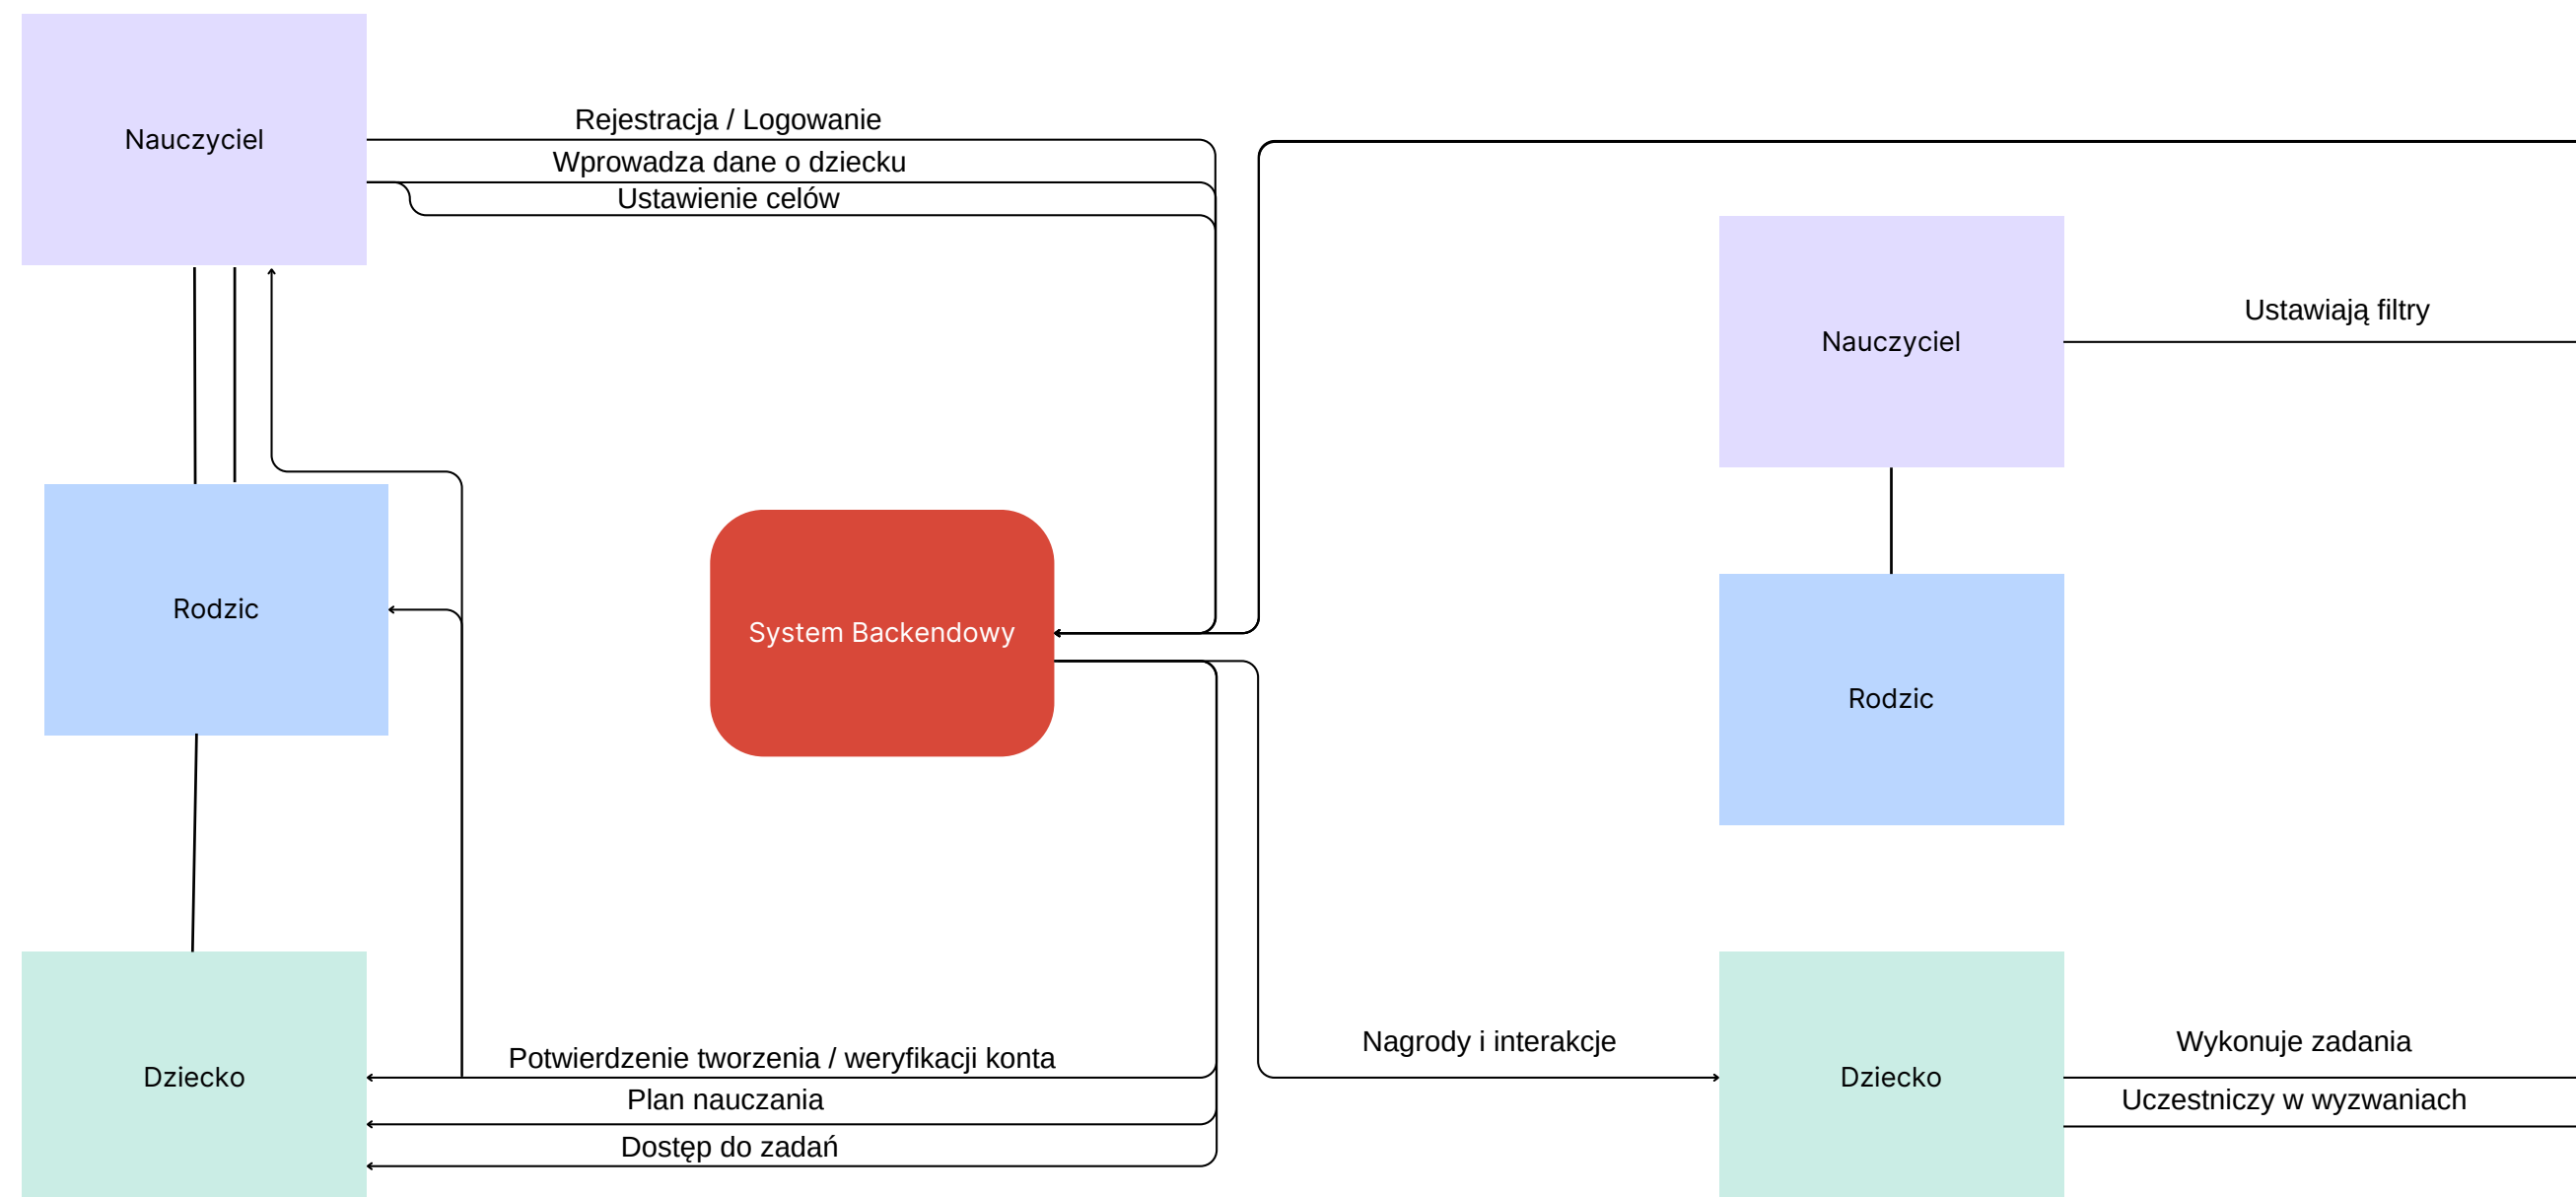 Nauczyciel
Rejestracja / Logowanie
Wprowadza dane o dziecku
Ustawienie celów
Rodzic
System Backendowy
Dziecko
Potwierdzenie tworzenia / weryfikacji konta
Plan nauczania
Dostęp do zadań
Nagrody i interakcje
Nauczyciel
Ustawiają filtry
Rodzic
Dziecko
Wykonuje zadania
Uczestniczy w wyzwaniach